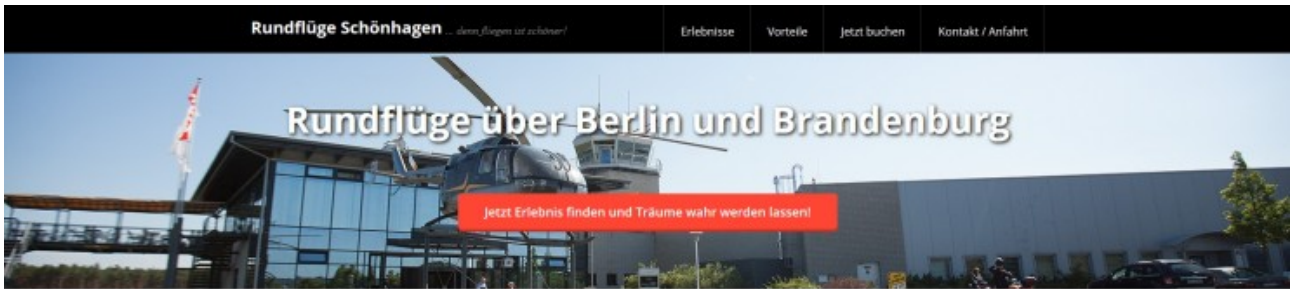 Rundflüge Schönhagen ... denn fliegen ist schöner!
Erlebnisse
Vorteile
Jetzt buchen
Kontakt / Anfahrt
Rundflüge über Berlin und Brandenburg
Jetzt Erlebnis finden und Träume wahr werden lassen!